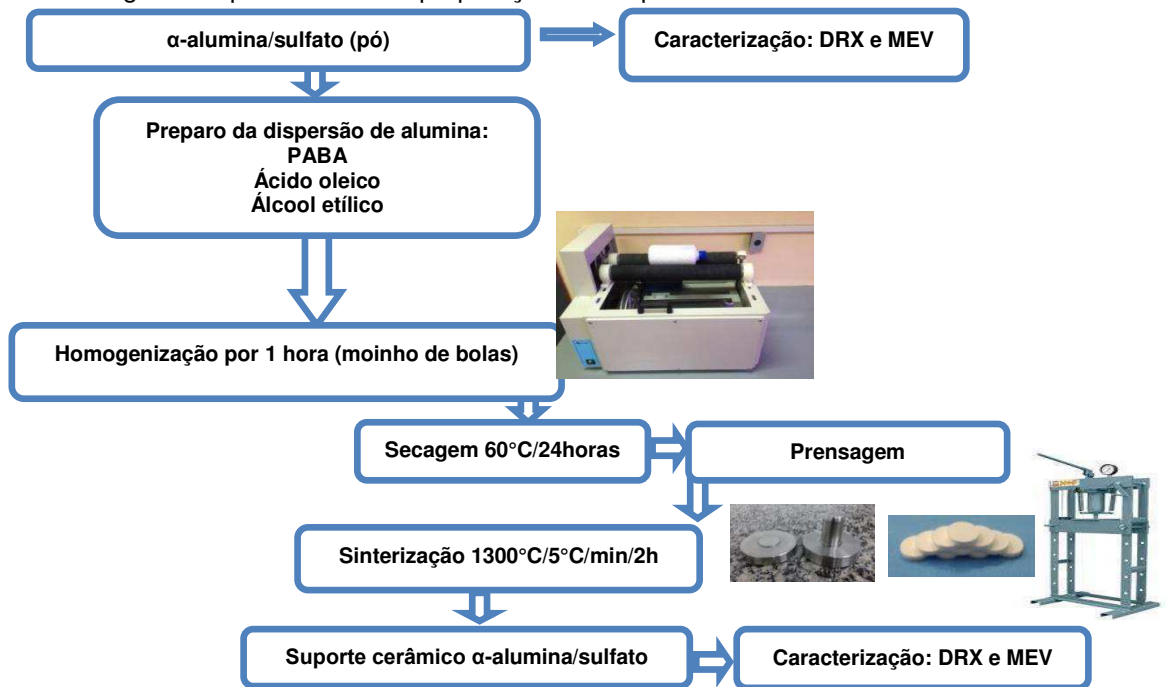 α-alumina/sulfato (pó)
Caracterização: DRX e MEV
Preparo da dispersão de alumina:
PABA
Ácido oleico
Álcool etílico
Homogenização por 1 hora (moinho de bolas)
Secagem 60°C/24horas
Prensagem
Sinterização 1300°C/5°C/min/2h
Suporte cerâmico α-alumina/sulfato
Caracterização: DRX e MEV